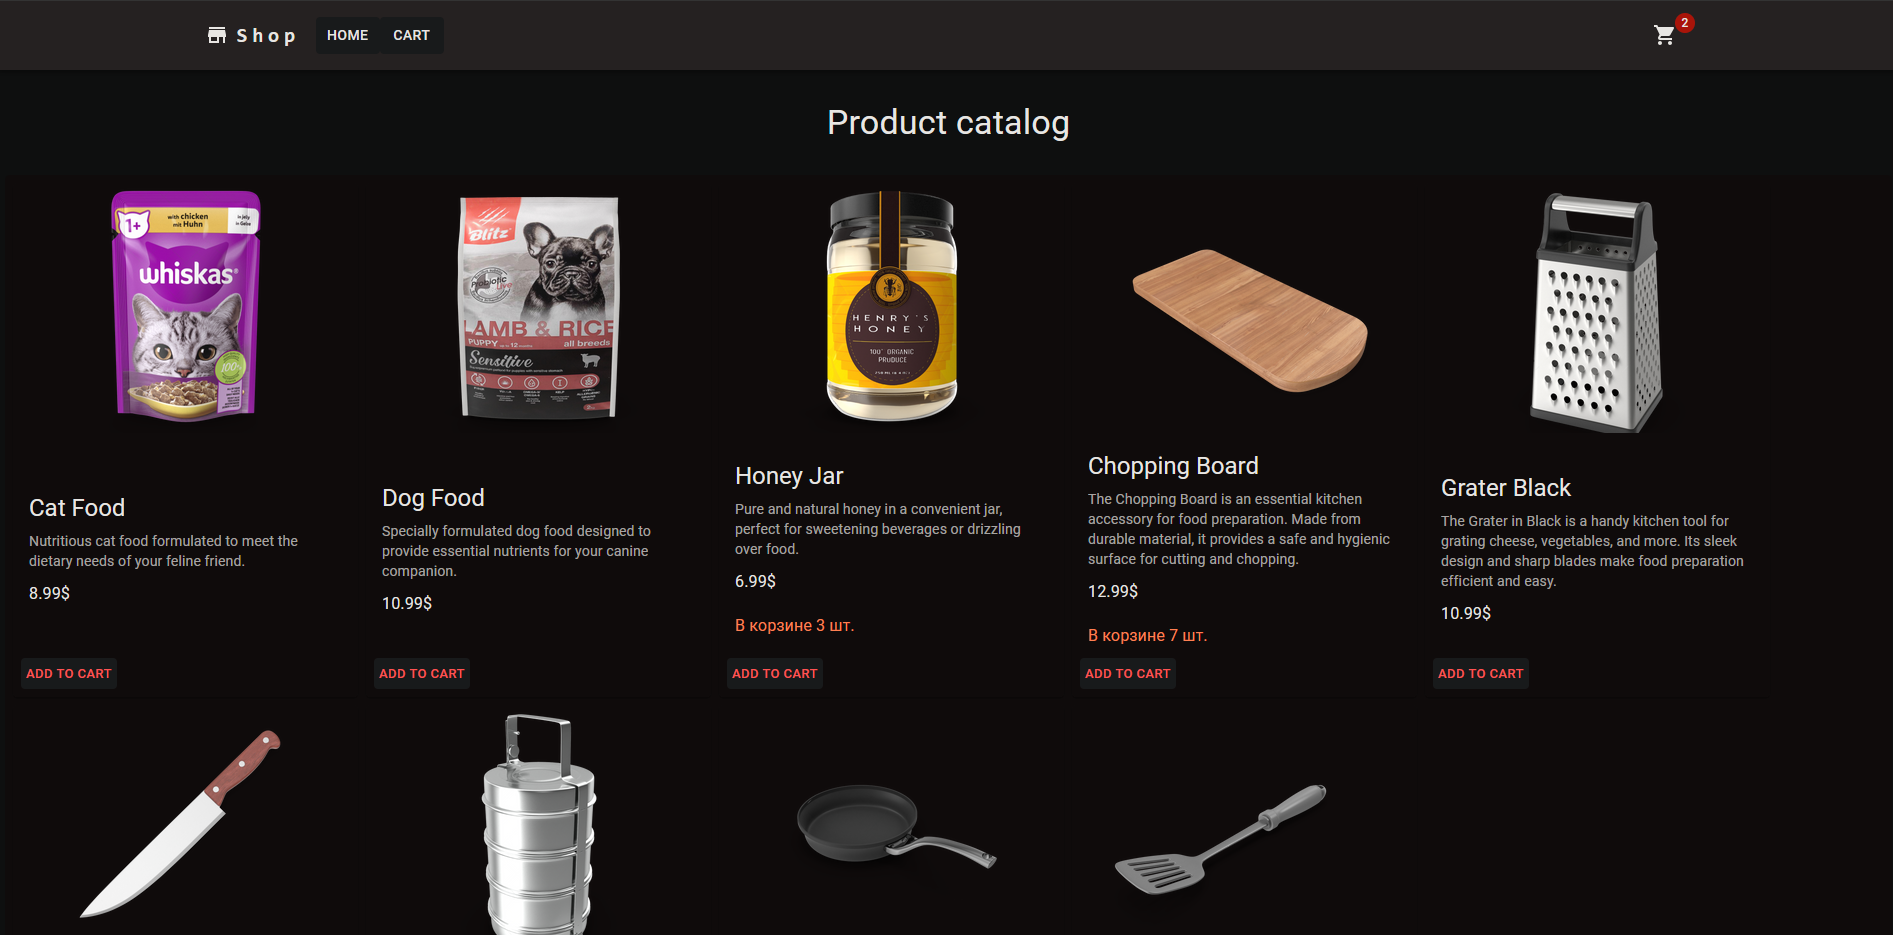 Shop
HOME
CART
2
Product catalog
1+
with chicken
mit Huhn
in Jelly
in Gelee
whiskas
100%
Blitz
Probiotic
Live
LAMB & RICE
PUPPY up to 12 months
all breeds
Sensitive
HENRY'S
HONEY
100% ORGANIC
PRODUCE
Cat Food
Nutritious cat food formulated to meet the
dietary needs of your feline friend.
8.99$
ADD TO CART
Dog Food
Specially formulated dog food designed to
provide essential nutrients for your canine
companion.
10.99$
ADD TO CART
Honey Jar
Pure and natural honey in a convenient jar,
perfect for sweetening beverages or drizzling
over food.
6.99$
В корзине 3 шт.
ADD TO CART
Chopping Board
The Chopping Board is an essential kitchen
accessory for food preparation. Made from
durable material, it provides a safe and hygienic
surface for cutting and chopping.
12.99$
В корзине 7 шт.
ADD TO CART
Grater Black
The Grater in Black is a handy kitchen tool for
grating cheese, vegetables, and more. Its sleek
design and sharp blades make food preparation
efficient and easy.
10.99$
ADD TO CART